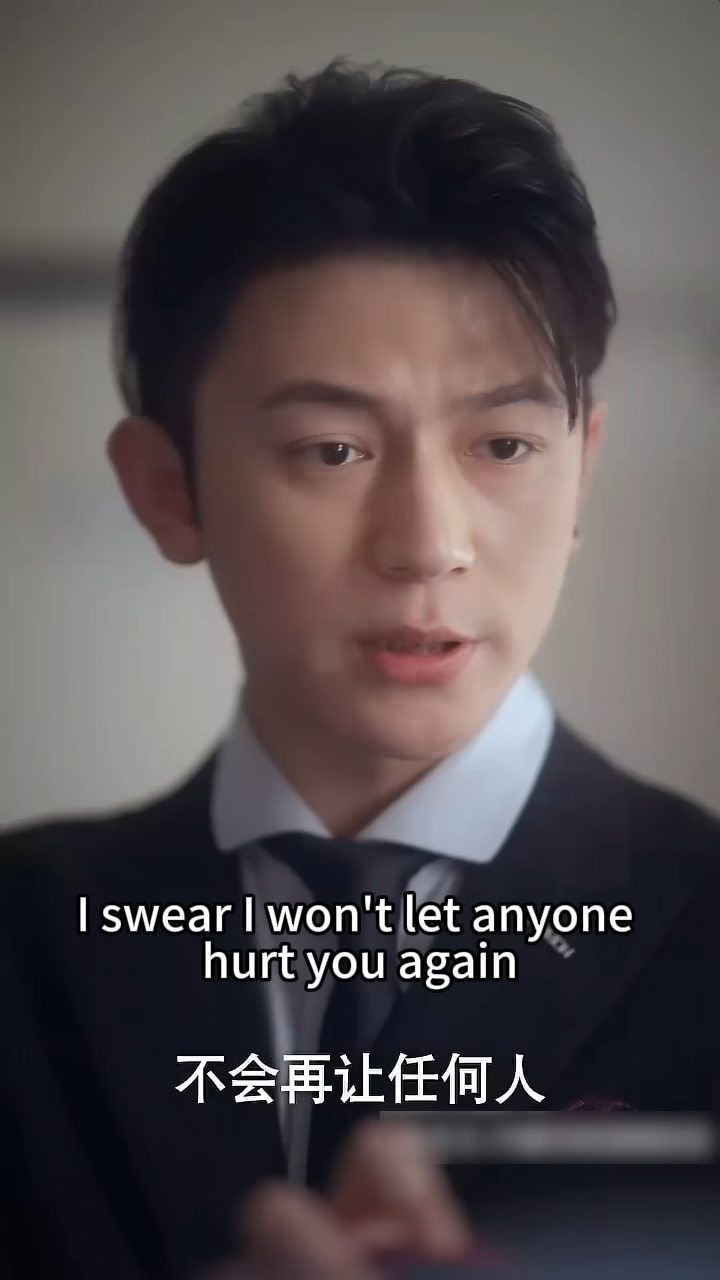 I swear I won't let anyone
hurt you again
不会再让任何人